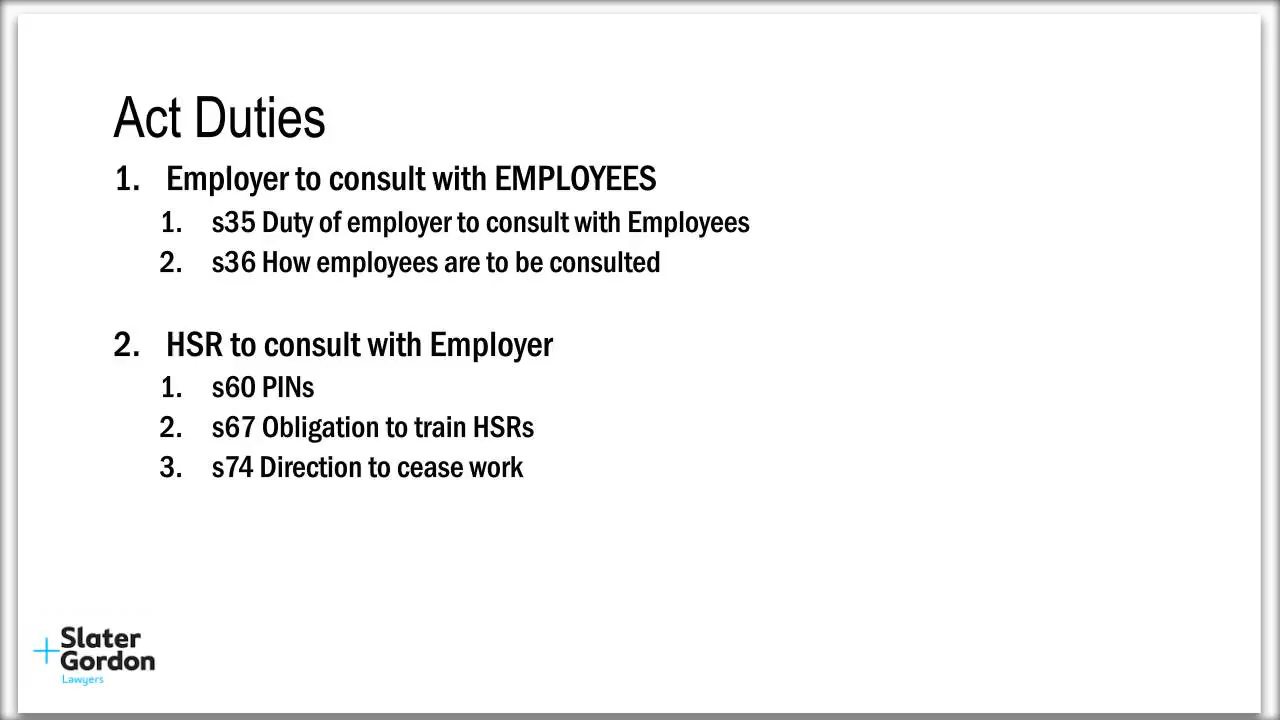 Act Duties
1. Employer to consult with EMPLOYEES
1. s35 Duty of employer to consult with Employees
2. s36 How employees are to be consulted
2. HSR to consult with Employer
1. s60 PINs
2. s67 Obligation to train HSRs
3. s74 Direction to cease work
Slater
Gordon
Lawyers